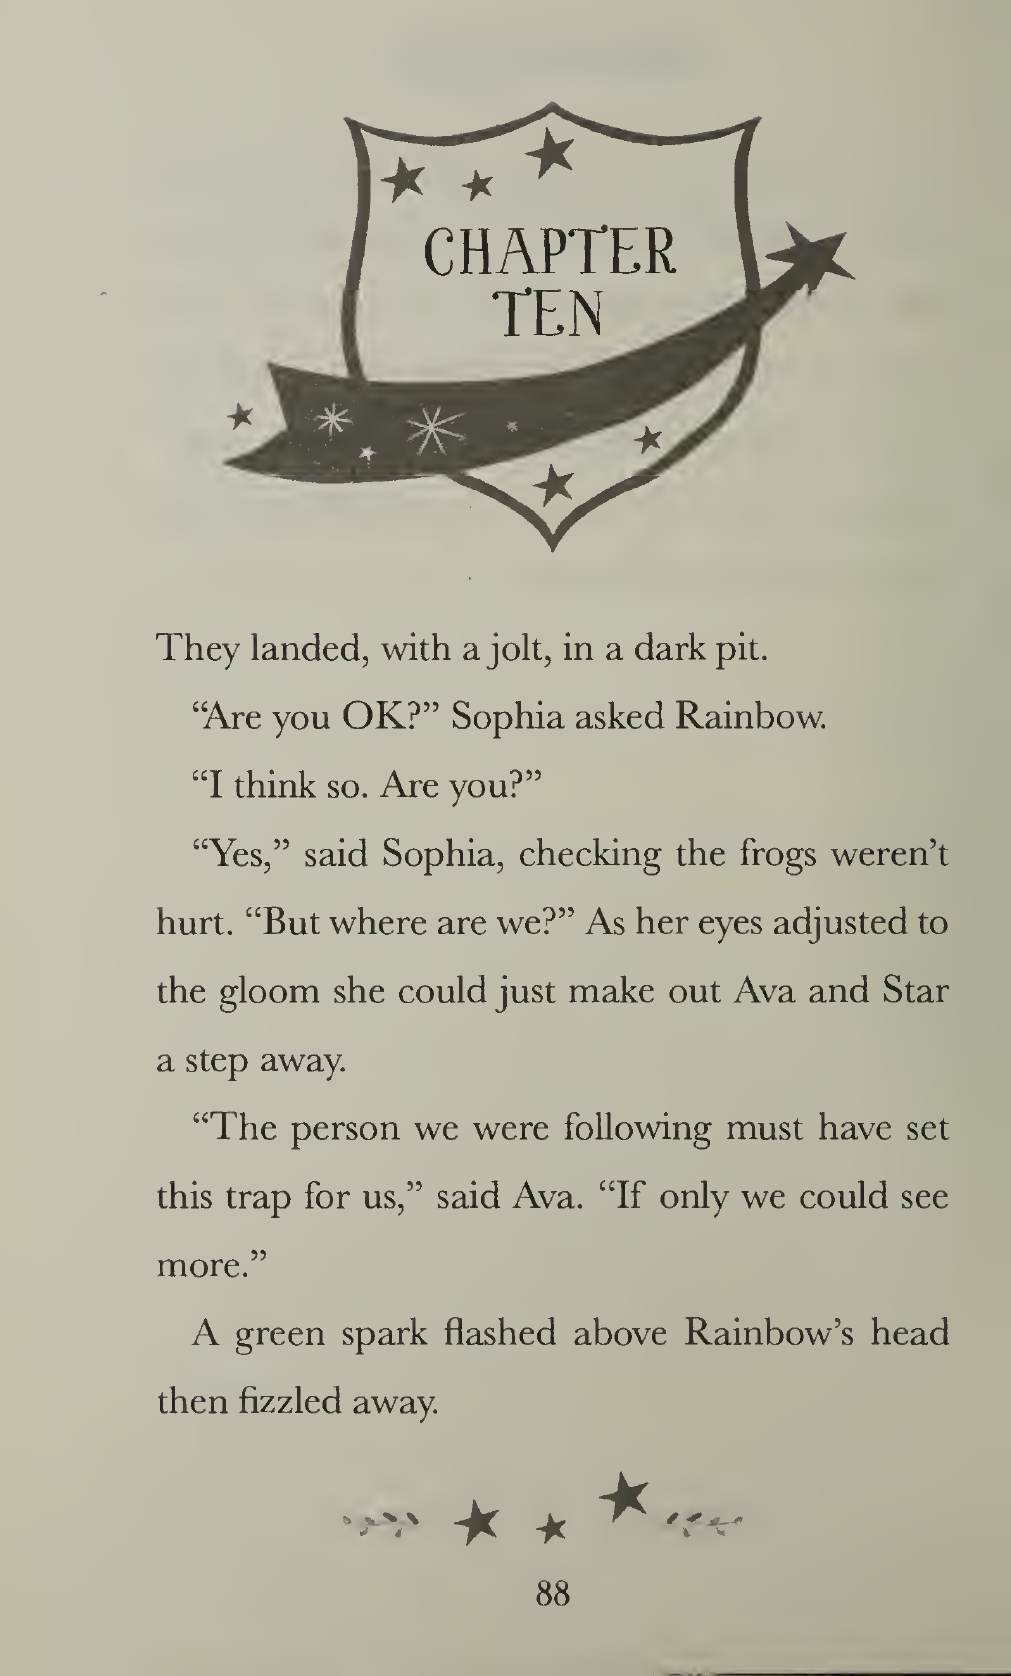 CHAPTER
TEN
They landed, with a jolt, in a dark pit.
“Are you OK?” Sophia asked Rainbow.
“I think so. Are you?”
“Yes,” said Sophia, checking the frogs weren’t
hurt. “But where are we?” As her eyes adjusted to
the gloom she could just make out Ava and Star
a step away.
“The person we were following must have set
this trap for us,” said Ava. “If only we could see
more.”
A green spark flashed above Rainbow’s head
then fizzled away.
88